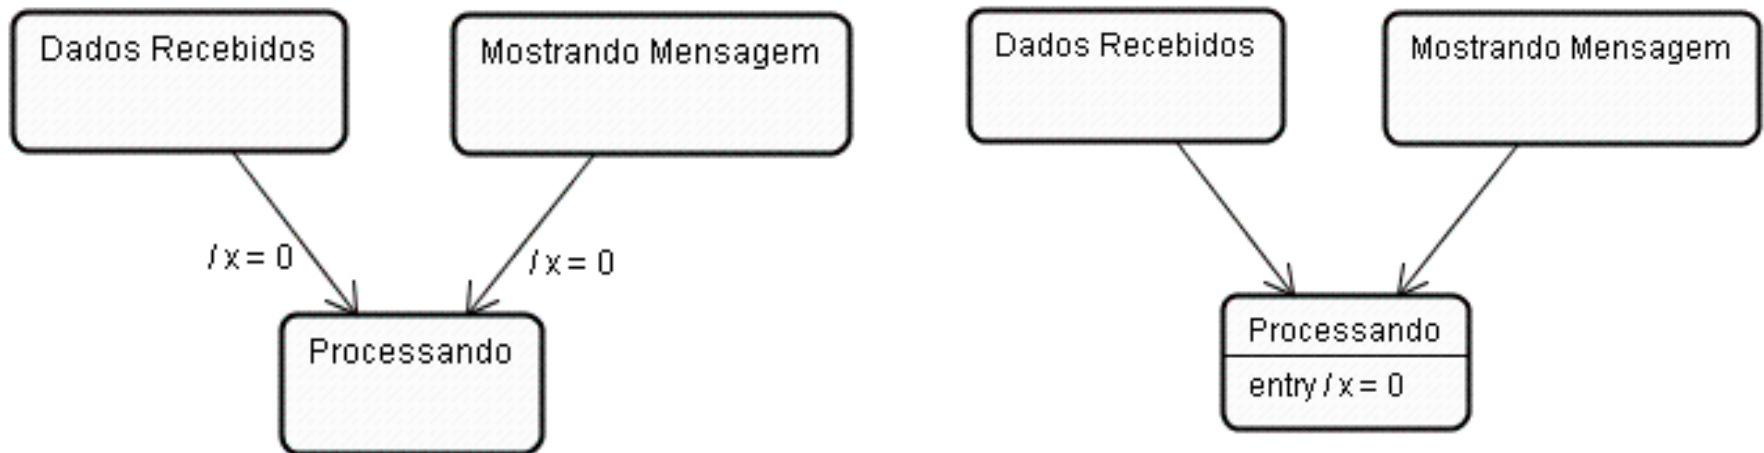 Dados Recebidos
Mostrando Mensagem
/ x = 0
/ x = 0
Processando
Dados Recebidos
Mostrando Mensagem
Processando
entry / x = 0